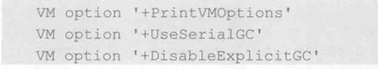 VM option '+PrintVMOptions'
VM option '+UseSerialGC'
VM option '+DisableExplicitGC'